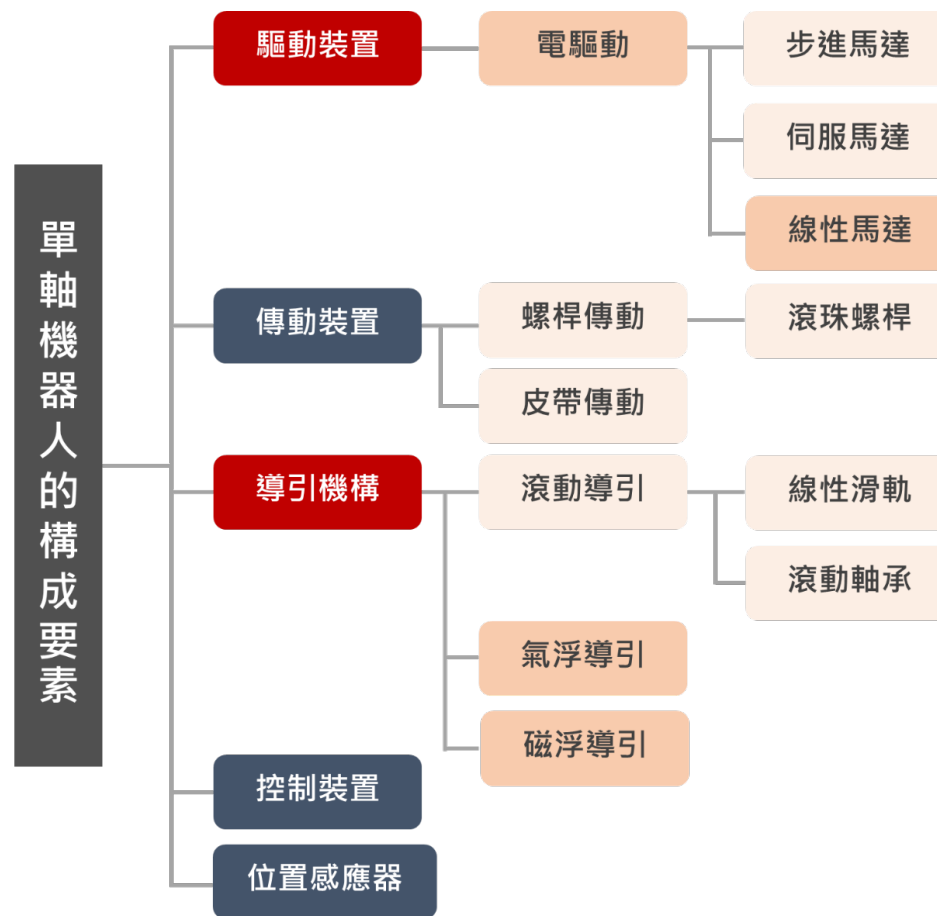 單軸機器人的構成要素
驅動裝置
電驅動
步進馬達
伺服馬達
線性馬達
傳動裝置
螺桿傳動
滾珠螺桿
皮帶傳動
導引機構
滾動導引
線性滑軌
滾動軸承
氣浮導引
磁浮導引
控制裝置
位置感應器